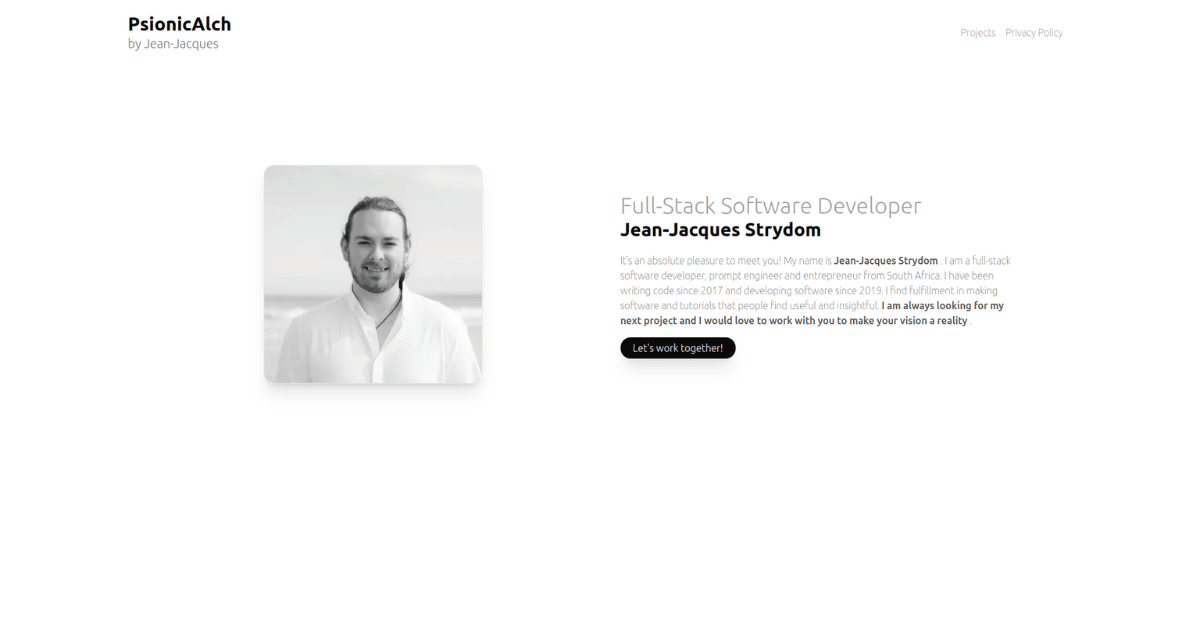 PsionicAlch
by Jean-Jacques
Projects Privacy Policy
Full-Stack Software Developer
Jean-Jacques Strydom
It's an absolute pleasure to meet you! My name is Jean-Jacques Strydom . I am a full-stack
software developer, prompt engineer and entrepreneur from South Africa. I have been
writing code since 2017 and developing software since 2019. I find fulfillment in making
software and tutorials that people find useful and insightful. I am always looking for my
next project and I would love to work with you to make your vision a reality .
Let's work together!